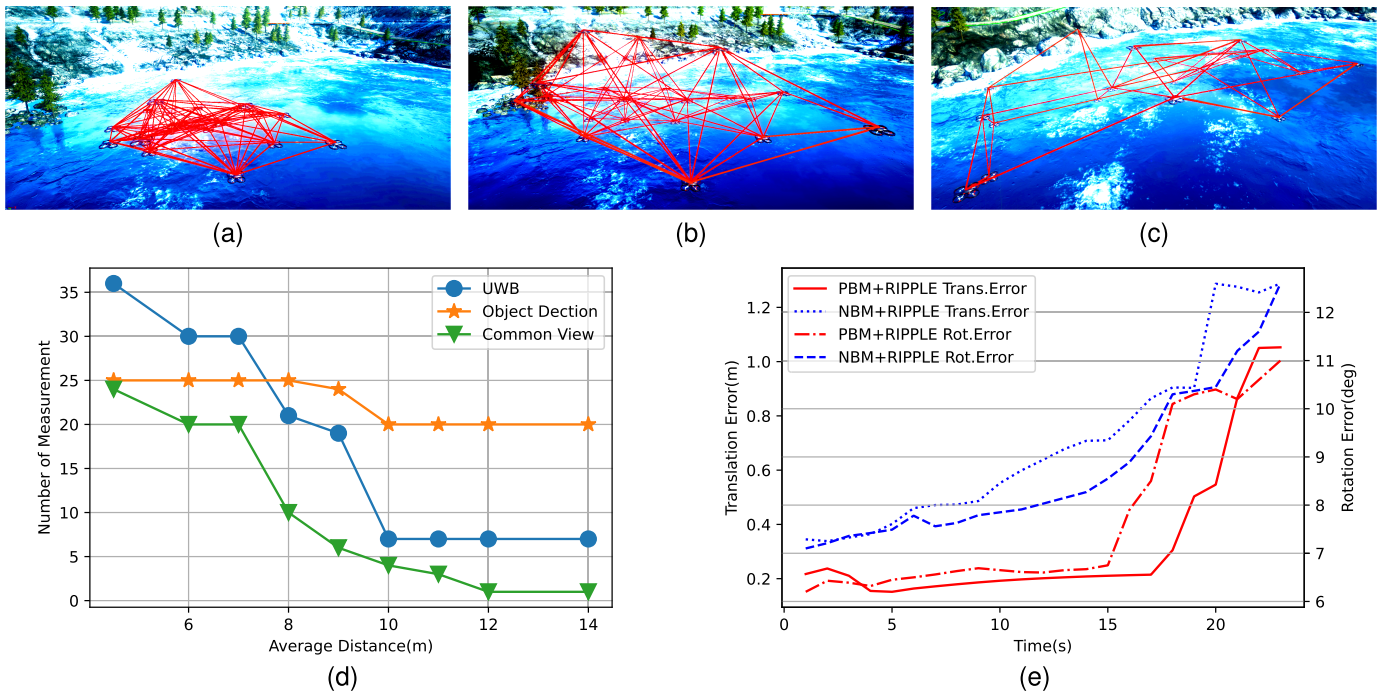 (a)
(b)
(c)
Number of Measurement
35
30
25
20
15
10
5
0
UWB
Object Dection
Common View
6
8
10
12
14
Average Distance(m)
(d)
Translation Error(m)
1.2
1.0
0.8
0.6
0.4
0.2
PBM+RIPPLE Trans.Error
NBM+RIPPLE Trans.Error
PBM+RIPPLE Rot.Error
NBM+RIPPLE Rot.Error
12
11
10
9
8
7
6
Rotation Error(deg)
0
5
10
15
20
Time(s)
(e)